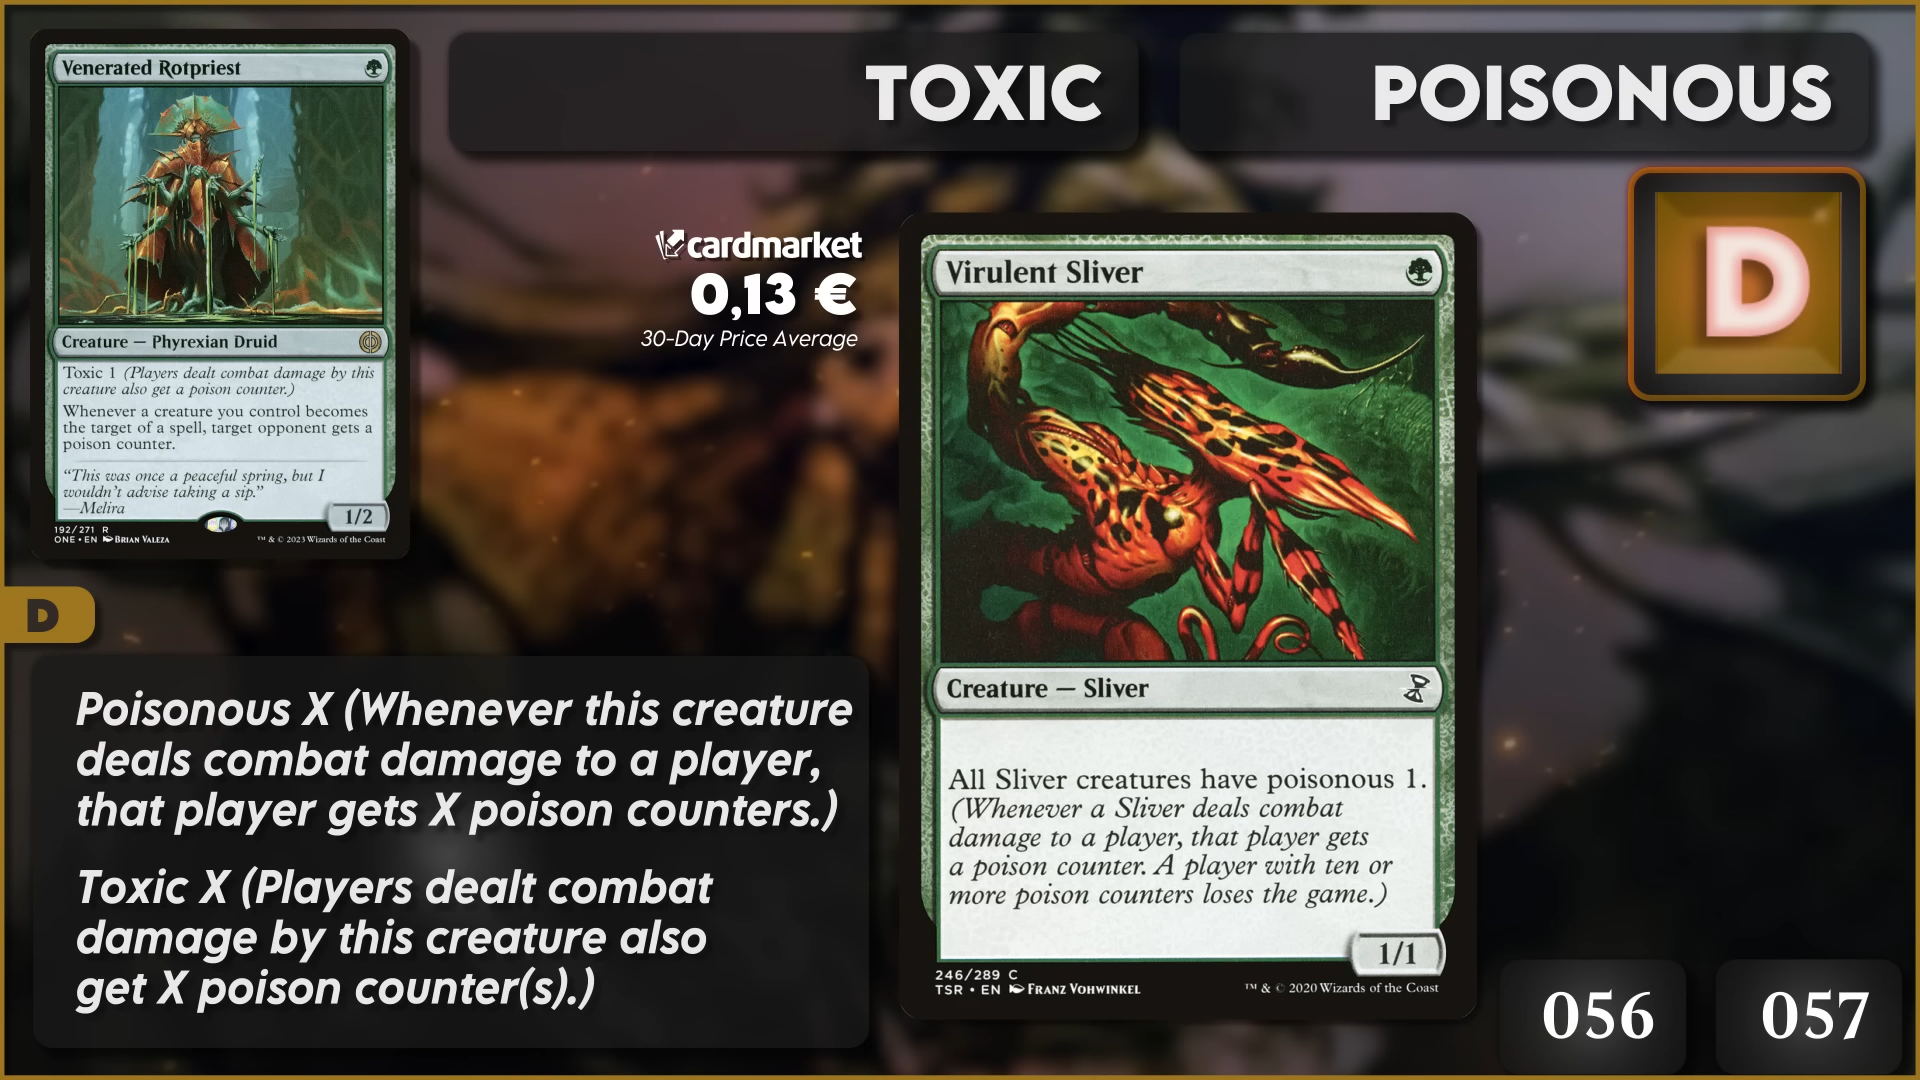 Venerated Rotpriest
Creature — Phyrexian Druid
Toxic 1 (Players dealt combat damage by this
creature also get a poison counter.)
Whenever a creature you control becomes
the target of a spell, target opponent gets a
poison counter.
“This was once a peaceful spring, but I
wouldn’t advise taking a sip.”
—Melira
1/2
192/271 R
ONE • EN BRIAN VALEZA
™ & © 2023 Wizards of the Coast
TOXIC
POISONOUS
cardmarket
0,13 €
30-Day Price Average
D
Virulent Sliver
Creature — Sliver
All Sliver creatures have poisonous 1.
(Whenever a Sliver deals combat
damage to a player, that player gets
a poison counter. A player with ten or
more poison counters loses the game.)
1/1
246/289 C
TSR • EN FRANZ VOHWINKEL
™ & © 2020 Wizards of the Coast
D
Poisonous X (Whenever this creature
deals combat damage to a player,
that player gets X poison counters.)
Toxic X (Players dealt combat
damage by this creature also
get X poison counter(s).)
056
057